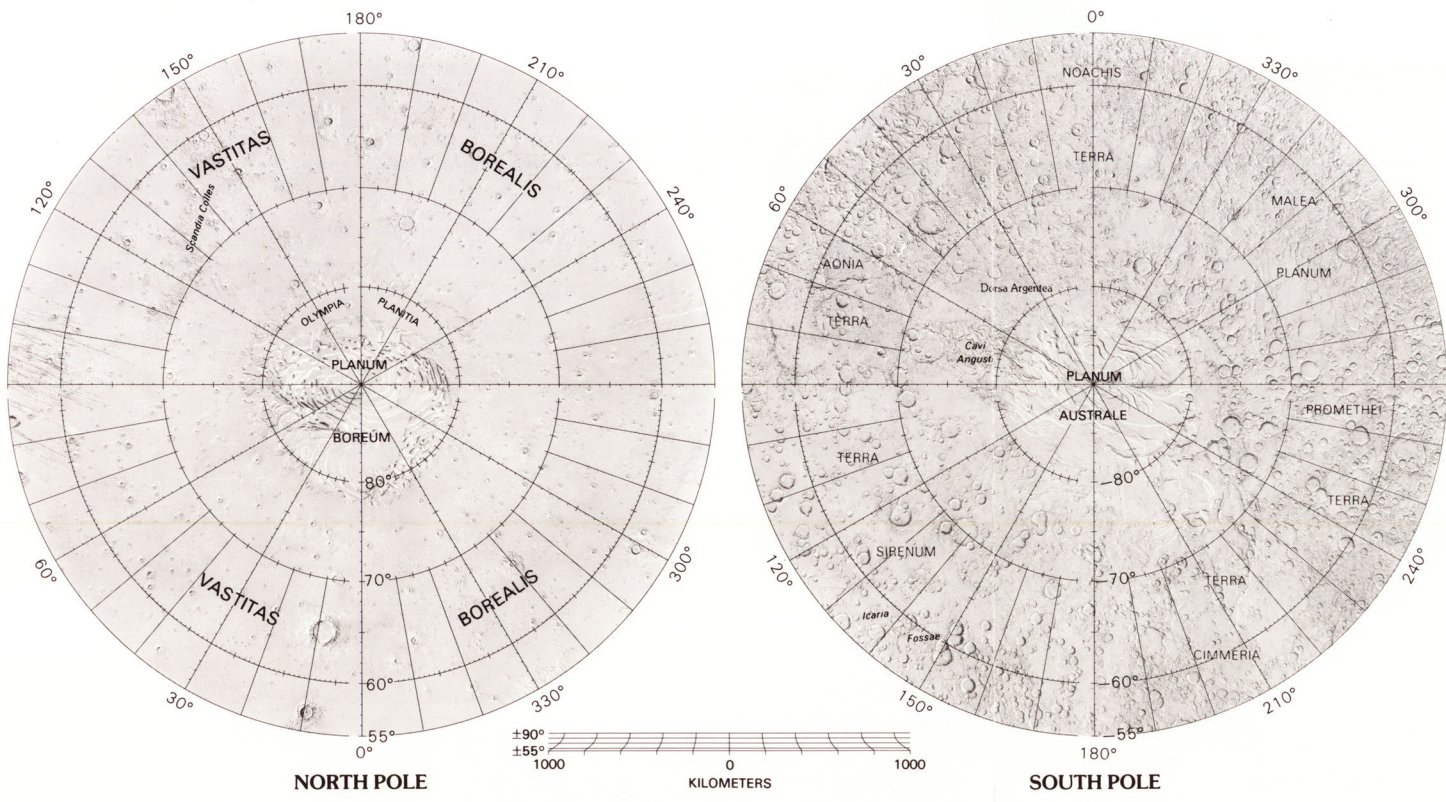 180°
150°
210°
120°
240°
VASTITAS
BOREALIS
Scandia Colles
OLYMPIA
PLANITIA
PLANUM
BOREUM
80°
70°
60°
55°
VASTITAS
BOREALIS
60°
300°
30°
330°
0°
NORTH POLE
±90°
±55°
1000
0
1000
KILOMETERS
0°
30°
330°
60°
300°
NOACHIS
TERRA
MALEA
PLANUM
AONIA
TERRA
Dorsa Argentea
Cavi
Angusti
PLANUM
AUSTRALE
PROMETHEI
TERRA
TERRA
SIRENUM
Icaria
Fossae
TERRA
CIMMERIA
80°
70°
60°
55°
120°
240°
150°
210°
180°
SOUTH POLE